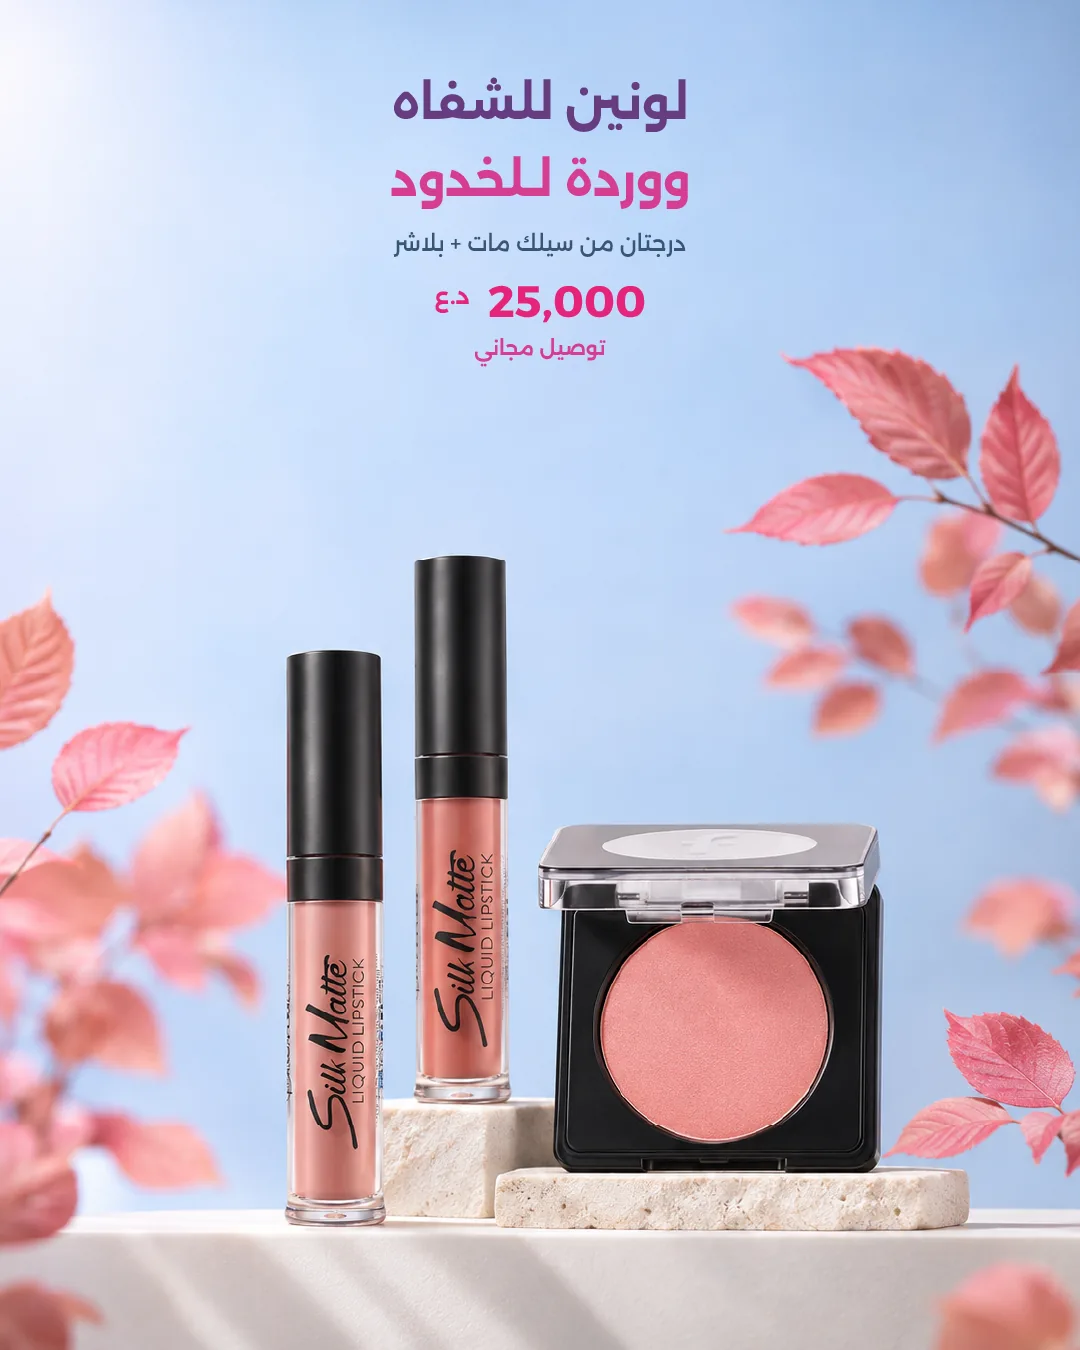 لونين للشفاه
ووردة للخدود
درجتان من سيلك مات + بلاشر
25,000 د.ع
توصيل مجاني
Silk Matte
LIQUID LIPSTICK
Silk Matte
LIQUID LIPSTICK